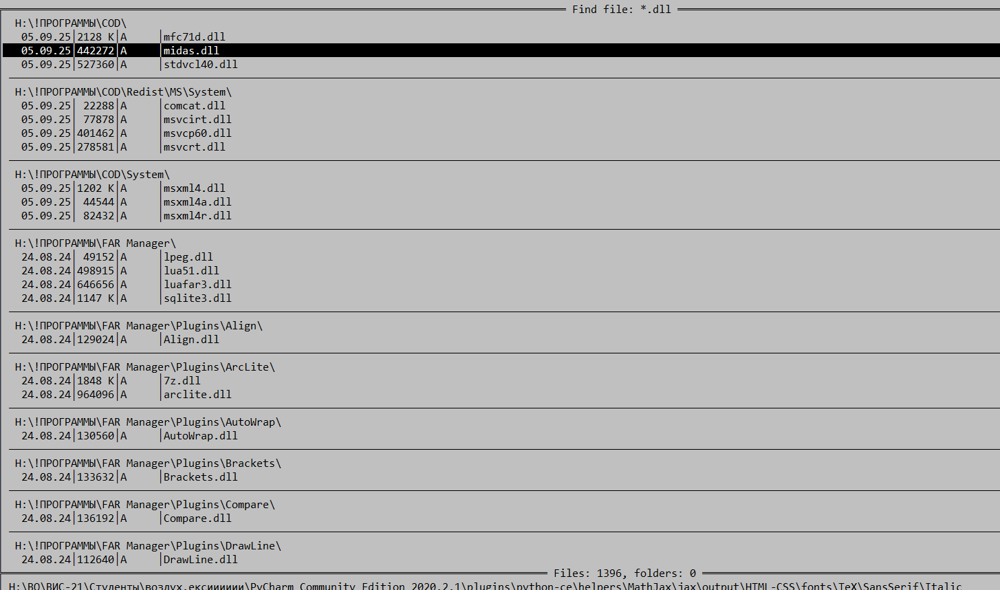 Find file: *.dll
H:\!ПРОГРАММЫ\COD\
05.09.25|2128 K|A |mfc71d.dll
05.09.25|442272|A |midas.dll
05.09.25|527360|A |stdvcl40.dll
H:\!ПРОГРАММЫ\COD\Redist\MS\System\
05.09.25| 22288|A |comcat.dll
05.09.25| 77878|A |msvcirt.dll
05.09.25|401462|A |msvcp60.dll
05.09.25|278581|A |msvcrt.dll
H:\!ПРОГРАММЫ\COD\System\
05.09.25|1202 K|A |msxml4.dll
05.09.25| 44544|A |msxml4a.dll
05.09.25| 82432|A |msxml4r.dll
H:\!ПРОГРАММЫ\FAR Manager\
24.08.24| 49152|A |lpeg.dll
24.08.24|498915|A |lua51.dll
24.08.24|646656|A |luafar3.dll
24.08.24|1147 K|A |sqlite3.dll
H:\!ПРОГРАММЫ\FAR Manager\Plugins\Align\
24.08.24|129024|A |Align.dll
H:\!ПРОГРАММЫ\FAR Manager\Plugins\ArcLite\
24.08.24|1848 K|A |7z.dll
24.08.24|964096|A |arclite.dll
H:\!ПРОГРАММЫ\FAR Manager\Plugins\AutoWrap\
24.08.24|130560|A |AutoWrap.dll
H:\!ПРОГРАММЫ\FAR Manager\Plugins\Brackets\
24.08.24|133632|A |Brackets.dll
H:\!ПРОГРАММЫ\FAR Manager\Plugins\Compare\
24.08.24|136192|A |Compare.dll
H:\!ПРОГРАММЫ\FAR Manager\Plugins\DrawLine\
24.08.24|112640|A |DrawLine.dll
Files: 1396, folders: 0
H:\ВО\ВИС-21\Студенты\воздух.ексииииии\PyCharm Community Edition 2020.2.1\plugins\python-ce\helpers\MathJax\jax\output\HTML-CSS\fonts\TeX\SansSerif\Italic